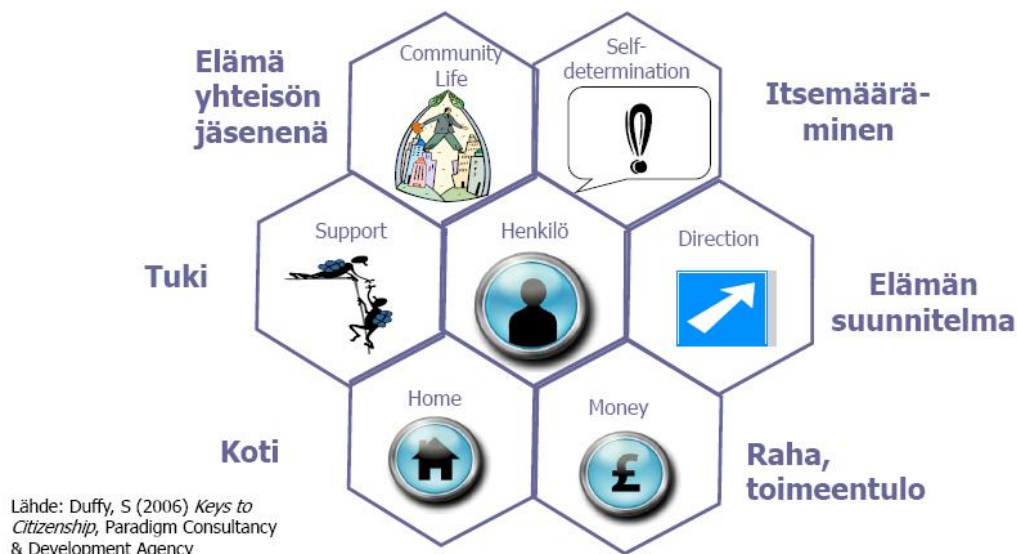 Elämä
yhteisön
jäsenenä
Community
Life
Self-
determination
!
Itsemäärä-
minen
Tuki
Support
Henkilö
Direction
Elämän
suunnitelma
Koti
Home
Money
£
Raha,
toimeentulo
Lähde: Duffy, S (2006) Keys to
Citizenship, Paradigm Consultancy
& Development Agency